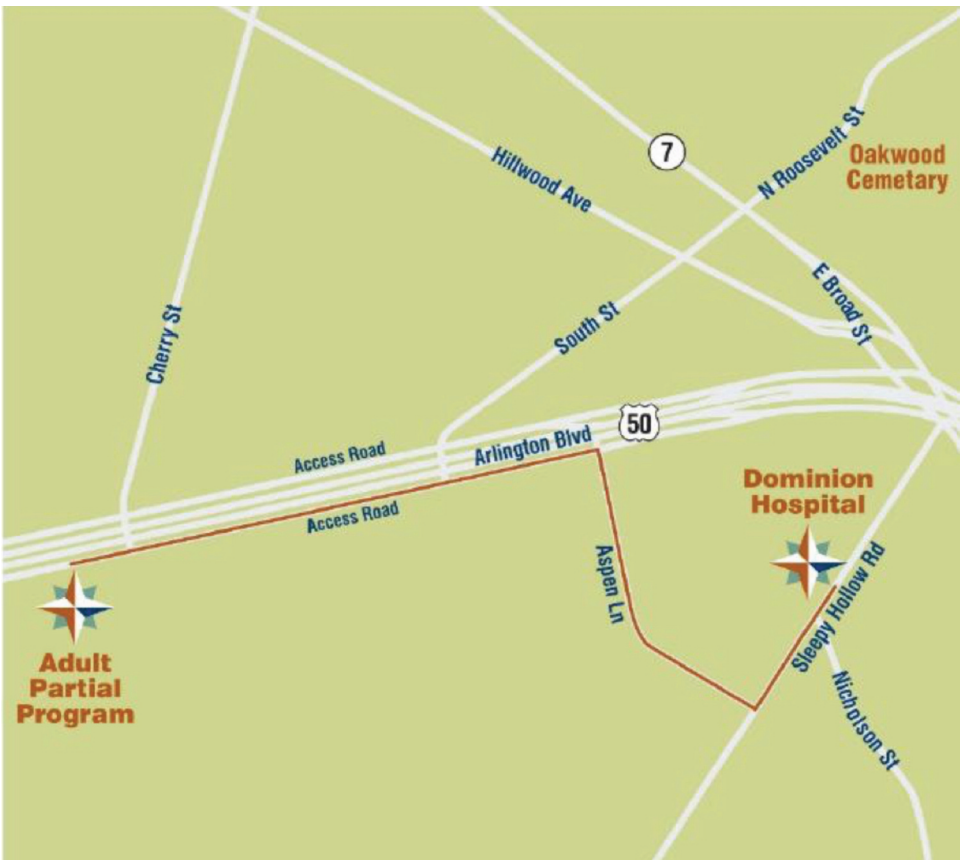 7
Hillwood Ave
N Roosevelt St
Oakwood
Cemetary
E Broad St
Cherry St
South St
50
Access Road
Arlington Blvd
Access Road
Dominion
Hospital
Aspen Ln
Sleepy Hollow Rd
Adult
Partial
Program
Nicholson St